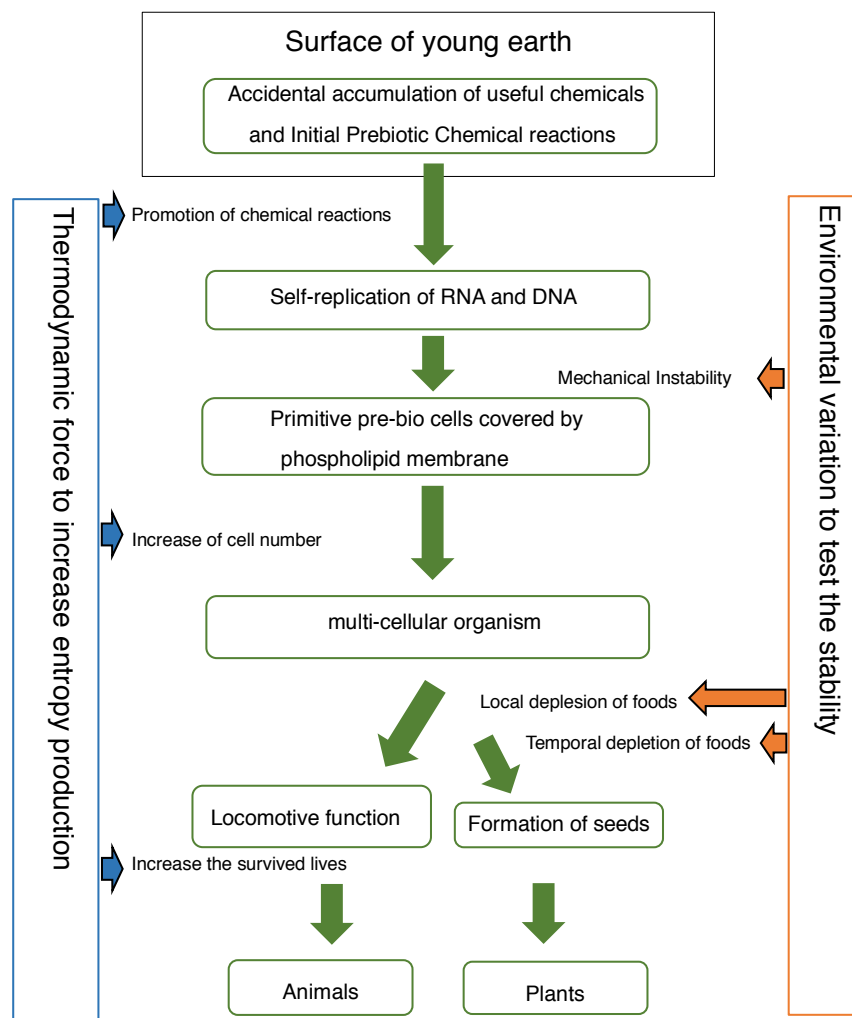 Surface of young earth
Accidental accumulation of useful chemicals
and Initial Prebiotic Chemical reactions
Thermodynamic force to increase entropy
production
Environmental variation to test the stability
Promotion of chemical reactions
Self-replication of RNA and DNA
Mechanical Instability
Primitive pre-bio cells covered by
phospholipid membrane
Increase of cell number
multi-cellular organism
Local deplesion of foods
Temporal depletion of foods
Locomotive function
Formation of seeds
Increase the survived lives
Animals
Plants